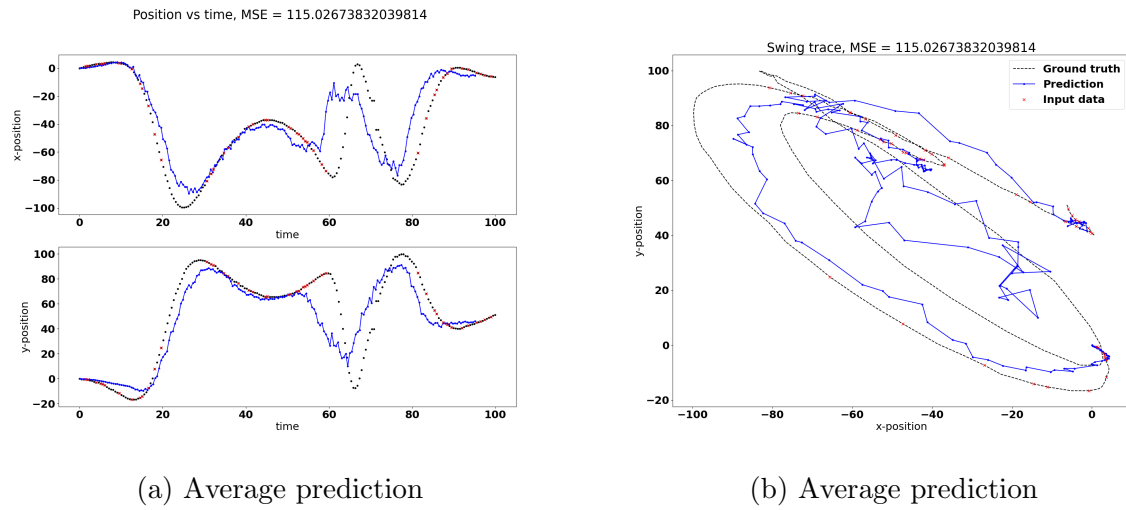 Position vs time, MSE = 115.02673832039814
0
−20
−40
−60
−80
−100
x-position
0 20 40 60 80 100
time
100
80
60
40
20
0
−20
y-position
0 20 40 60 80 100
time
(a) Average prediction
Swing trace, MSE = 115.02673832039814
Ground truth
Prediction
Input data
100
80
60
40
20
0
−20
y-position
−100 −80 −60 −40 −20 0
x-position
(b) Average prediction